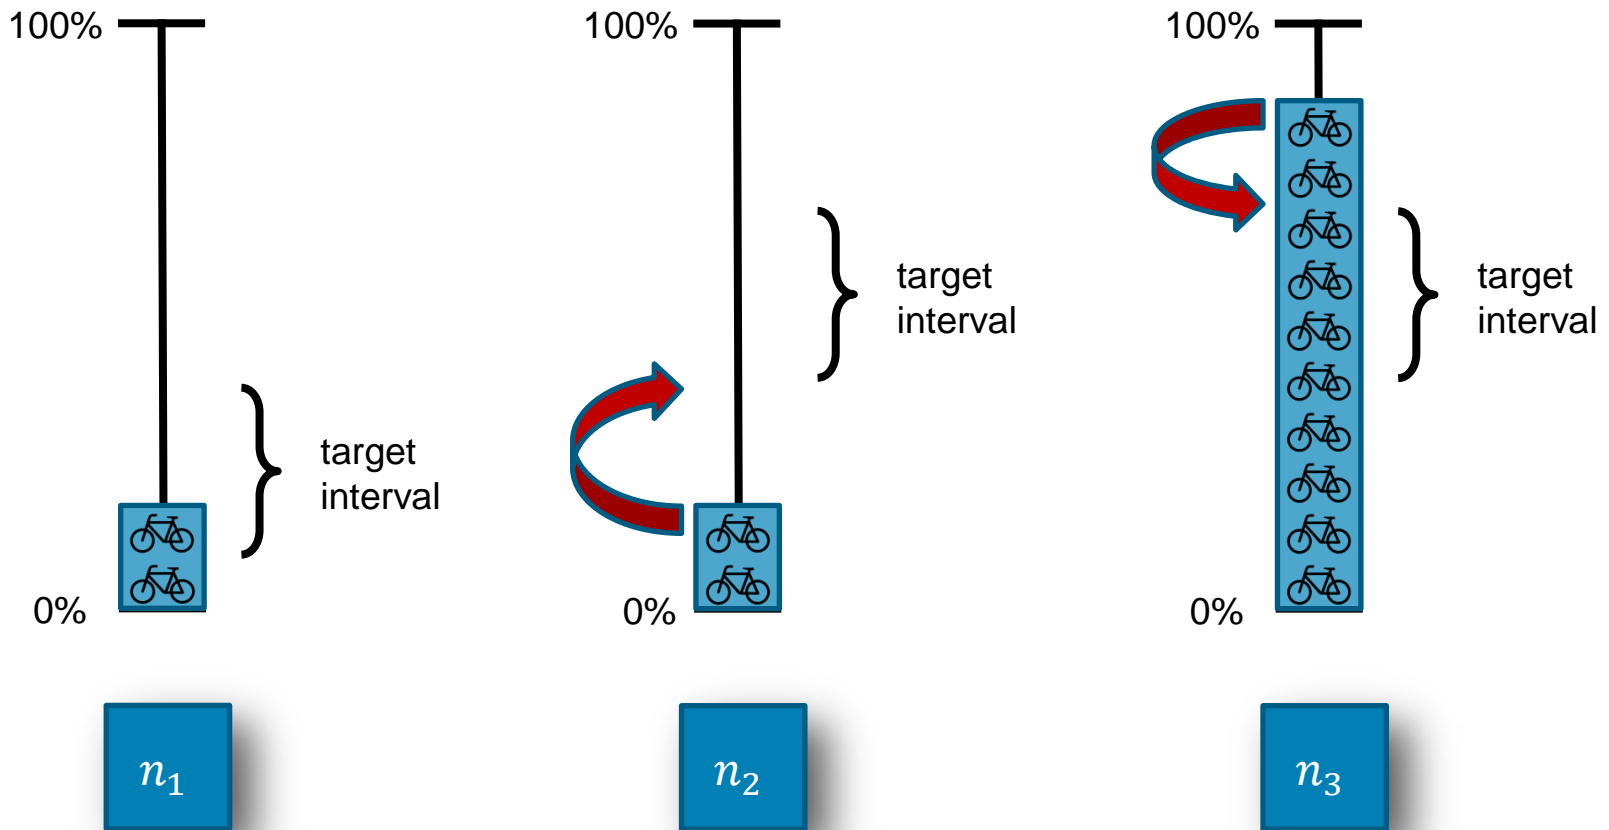 100%
100%
100%
target
interval
target
interval
target
interval
0%
0%
0%
n₁
n₂
n₃